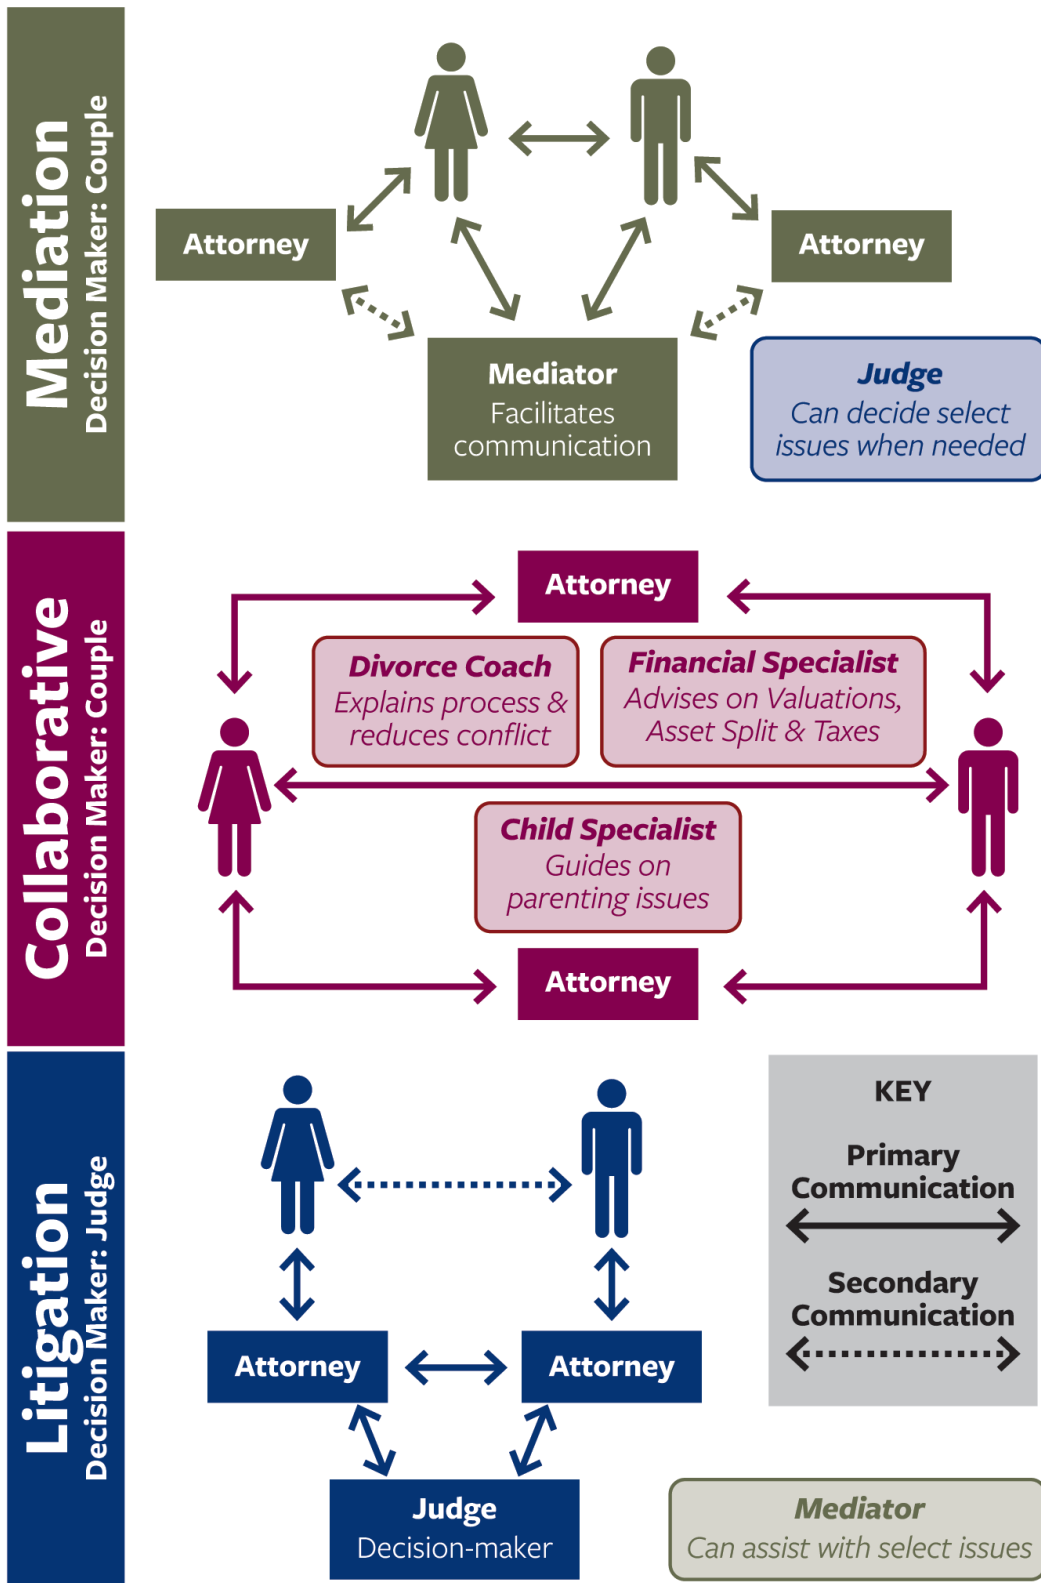 Mediation
Decision Maker: Couple
Attorney
Attorney
Mediator
Facilitates
communication
Judge
Can decide select
issues when needed
Collaborative
Decision Maker: Couple
Attorney
Divorce Coach
Explains process &
reduces conflict
Financial Specialist
Advises on Valuations,
Asset Split & Taxes
Child Specialist
Guides on
parenting issues
Attorney
Litigation
Decision Maker: Judge
KEY
Primary
Communication
Secondary
Communication
Attorney
Attorney
Judge
Decision-maker
Mediator
Can assist with select issues